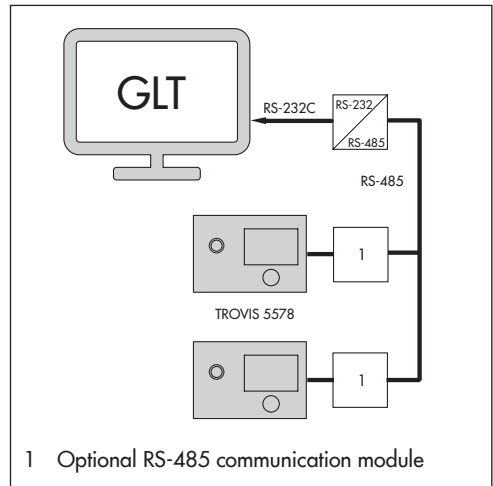 GLT
RS-232C
RS-232
RS-485
RS-485
1
TROVIS 5578
1
1 Optional RS-485 communication module